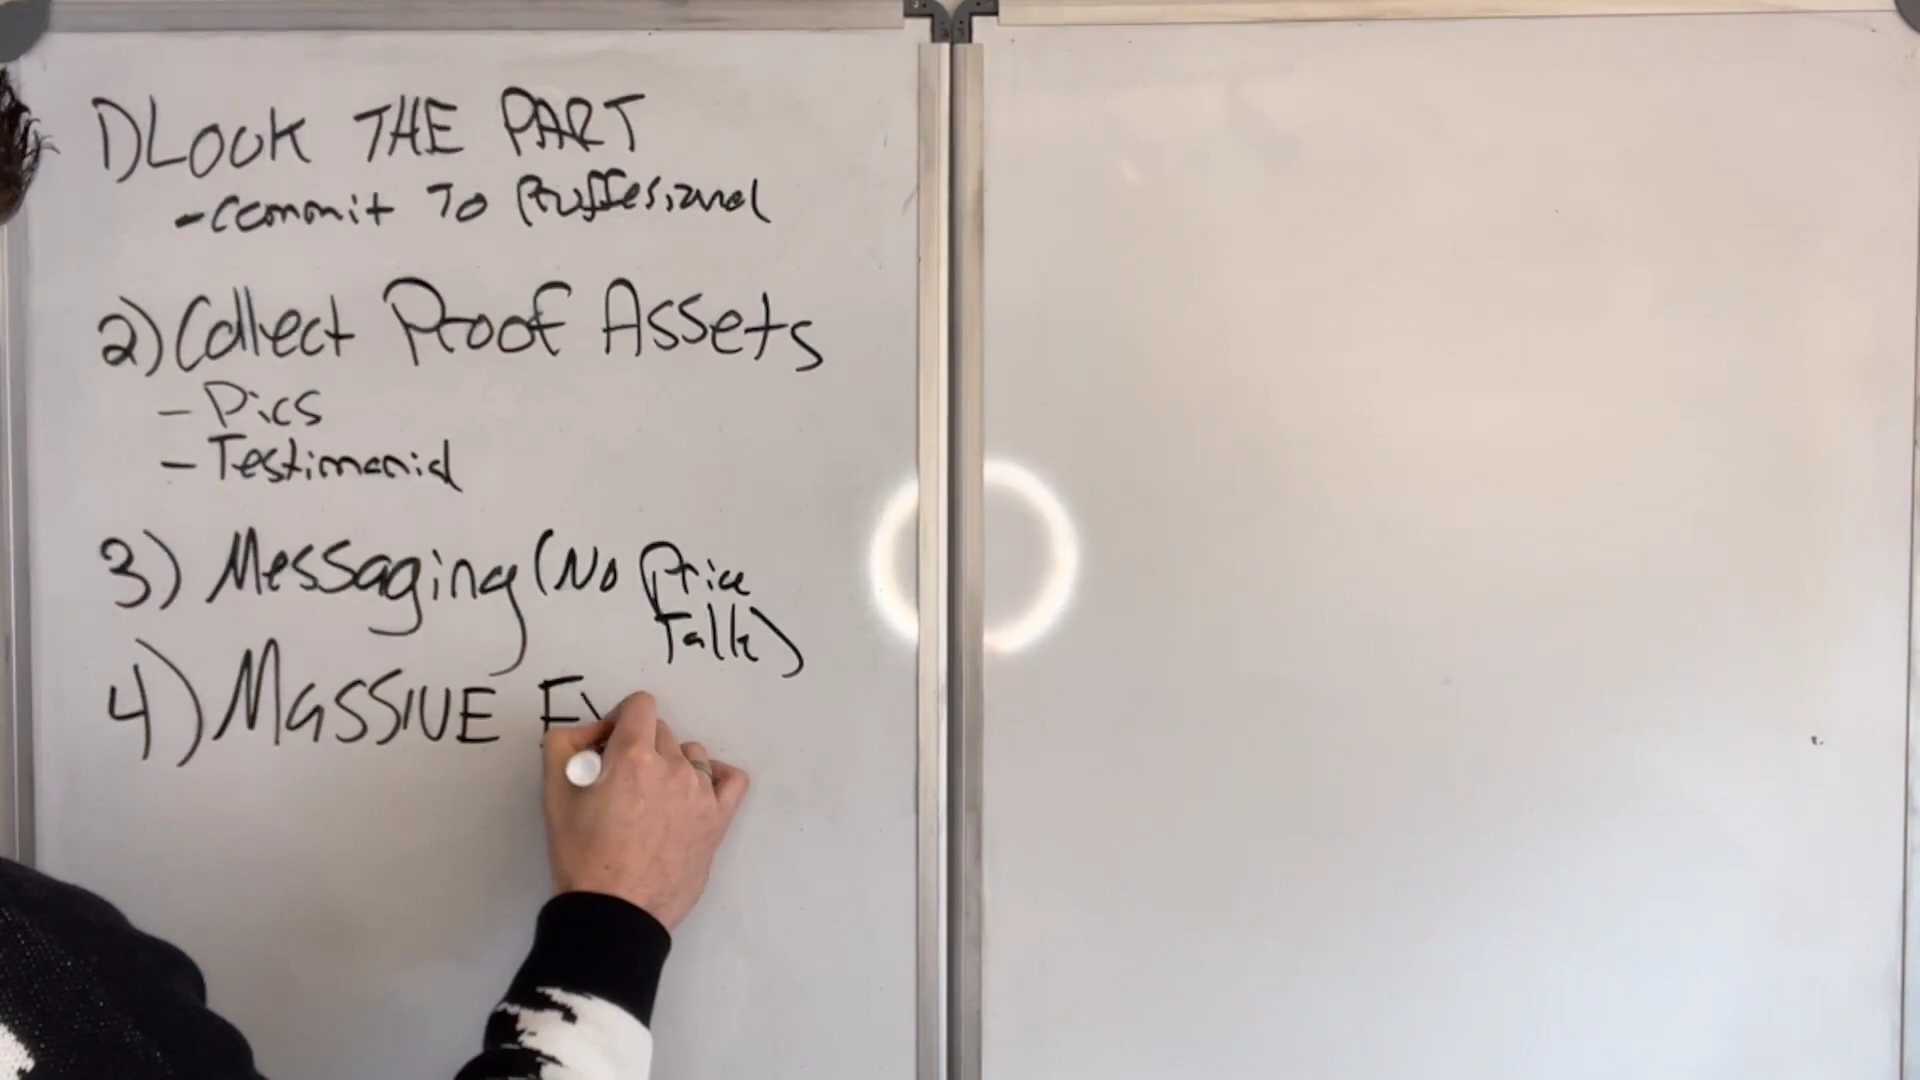 1) LOOK THE PART
- Commit To Proffesional
2) Collect Proof Assets
- Pics
- Testimonial
3) Messaging (No Price
Talk)
4) MASSIVE